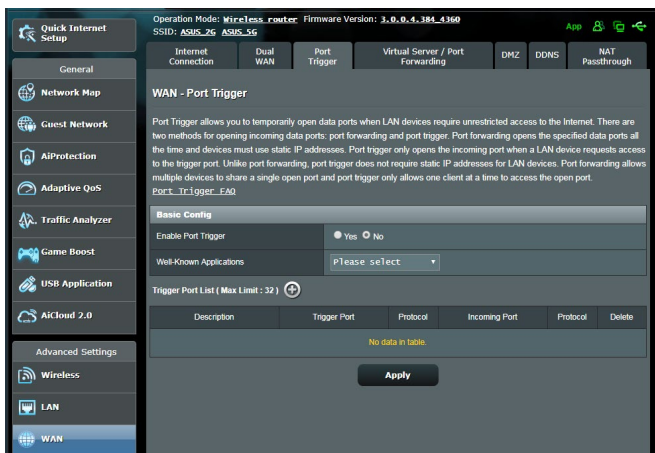 Quick Internet
Setup
Operation Mode: Wireless router Firmware Version: 3.0.0.4.384_4360
SSID: ASUS_2G ASUS_5G
App
Internet
Connection
Dual
WAN
Port
Trigger
Virtual Server / Port
Forwarding
DMZ
DDNS
NAT
Passthrough
General
Network Map
Guest Network
AiProtection
Adaptive QoS
Traffic Analyzer
Game Boost
USB Application
AiCloud 2.0
Advanced Settings
Wireless
LAN
WAN
WAN - Port Trigger
Port Trigger allows you to temporarily open data ports when LAN devices require unrestricted access to the Internet. There are
two methods for opening incoming data ports: port forwarding and port trigger. Port forwarding opens the specified data ports all
the time and devices must use static IP addresses. Port trigger only opens the incoming port when a LAN device requests access
to the trigger port. Unlike port forwarding, port trigger does not require static IP addresses for LAN devices. Port forwarding allows
multiple devices to share a single open port and port trigger only allows one client at a time to access the open port.
Port Trigger FAQ
Basic Config
Enable Port Trigger
Yes No
Well-Known Applications
Please select
Trigger Port List ( Max Limit : 32 )
Description Trigger Port Protocol Incoming Port Protocol Delete
No data in table.
Apply